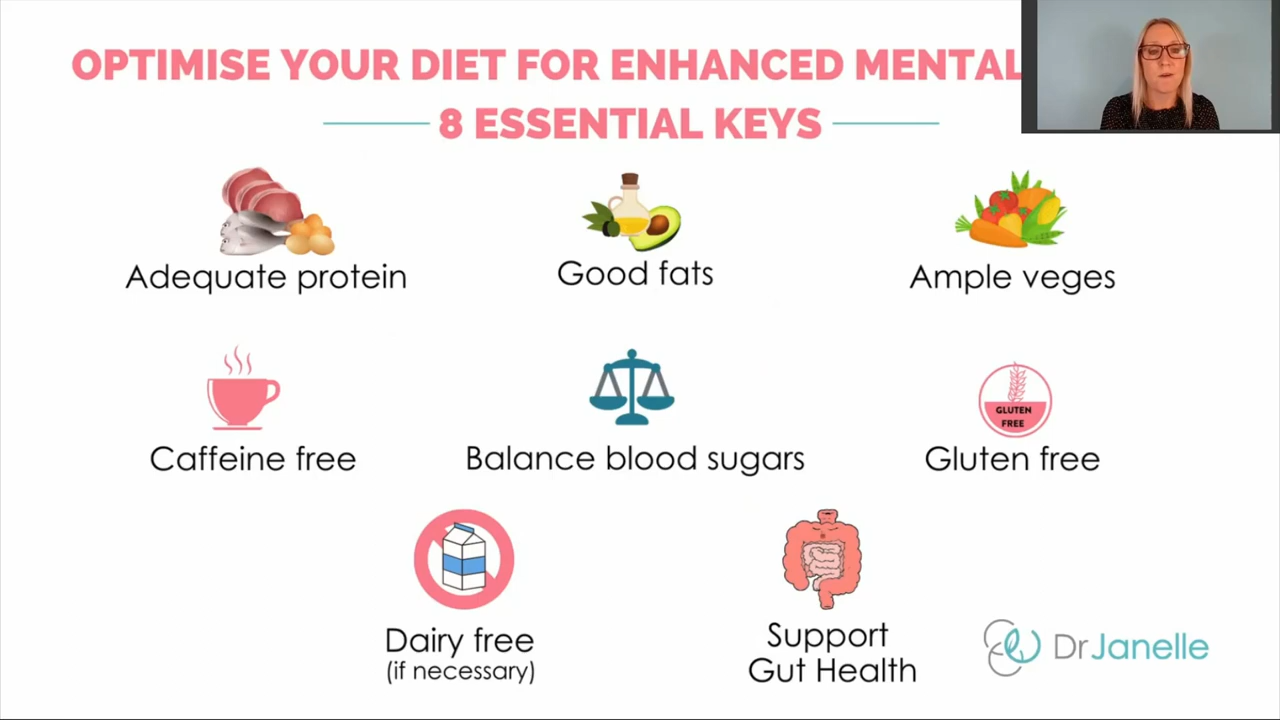 OPTIMISE YOUR DIET FOR ENHANCED MENTAL
8 ESSENTIAL KEYS
Adequate protein
Good fats
Ample veges
Caffeine free
Balance blood sugars
GLUTEN
FREE
Gluten free
Dairy free
(if necessary)
Support
Gut Health
Dr Janelle